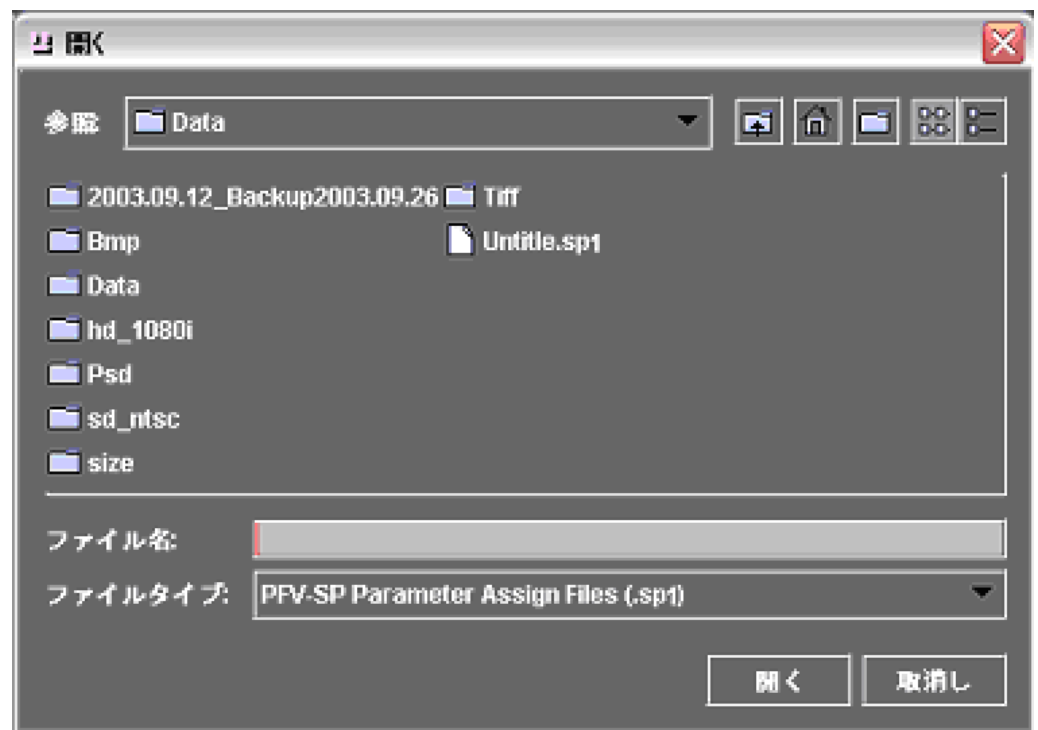 開く
参照: Data
2003.09.12_Backup2003.09.26 Tiff
Bmp Untitle.sp1
Data
hd_1080i
Psd
sd_ntsc
size
ファイル名:
ファイルタイプ: PFV-SP Parameter Assign Files (.sp1)
開く 取消し